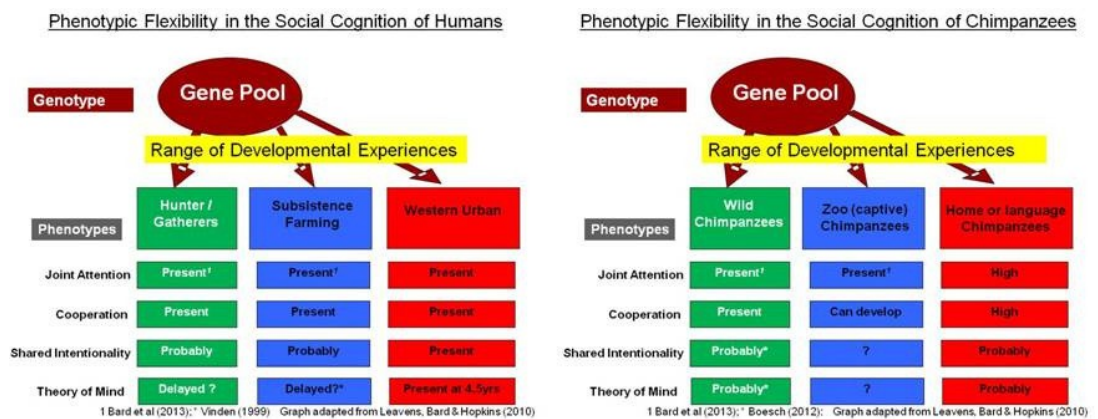 Phenotypic Flexibility in the Social Cognition of Humans
Genotype
Gene Pool
Range of Developmental Experiences
Phenotypes
Hunter /
Gatherers
Subsistence
Farming
Western Urban
Joint Attention
Present†
Present†
Present
Cooperation
Present
Present
Present
Shared Intentionality
Probably
Probably
Present
Theory of Mind
Delayed ?
Delayed?*
Present at 4.5yrs
1 Bard et al (2013); * Vinden (1999) Graph adapted from Leavens, Bard & Hopkins (2010)
Phenotypic Flexibility in the Social Cognition of Chimpanzees
Genotype
Gene Pool
Range of Developmental Experiences
Phenotypes
Wild
Chimpanzees
Zoo (captive)
Chimpanzees
Home or language
Chimpanzees
Joint Attention
Present†
Present†
High
Cooperation
Present
Can develop
High
Shared Intentionality
Probably*
?
Probably
Theory of Mind
Probably*
?
Probably
1 Bard et al (2013); * Boesch (2012); Graph adapted from Leavens, Bard & Hopkins (2010)